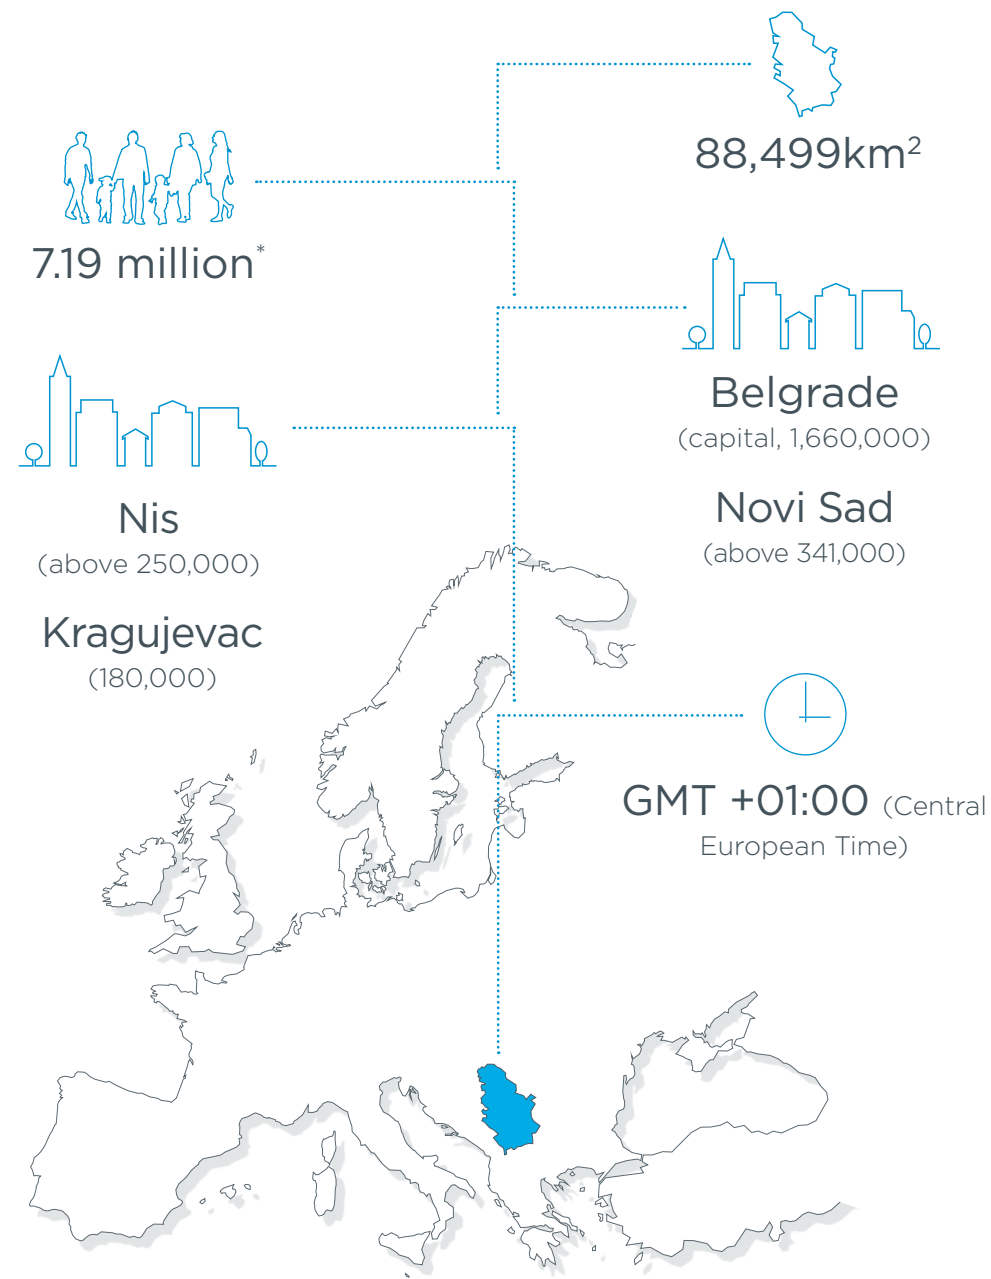 88,499km²
7.19 million*
Belgrade
(capital, 1,660,000)
Novi Sad
(above 341,000)
Nis
(above 250,000)
Kragujevac
(180,000)
GMT +01:00 (Central
European Time)